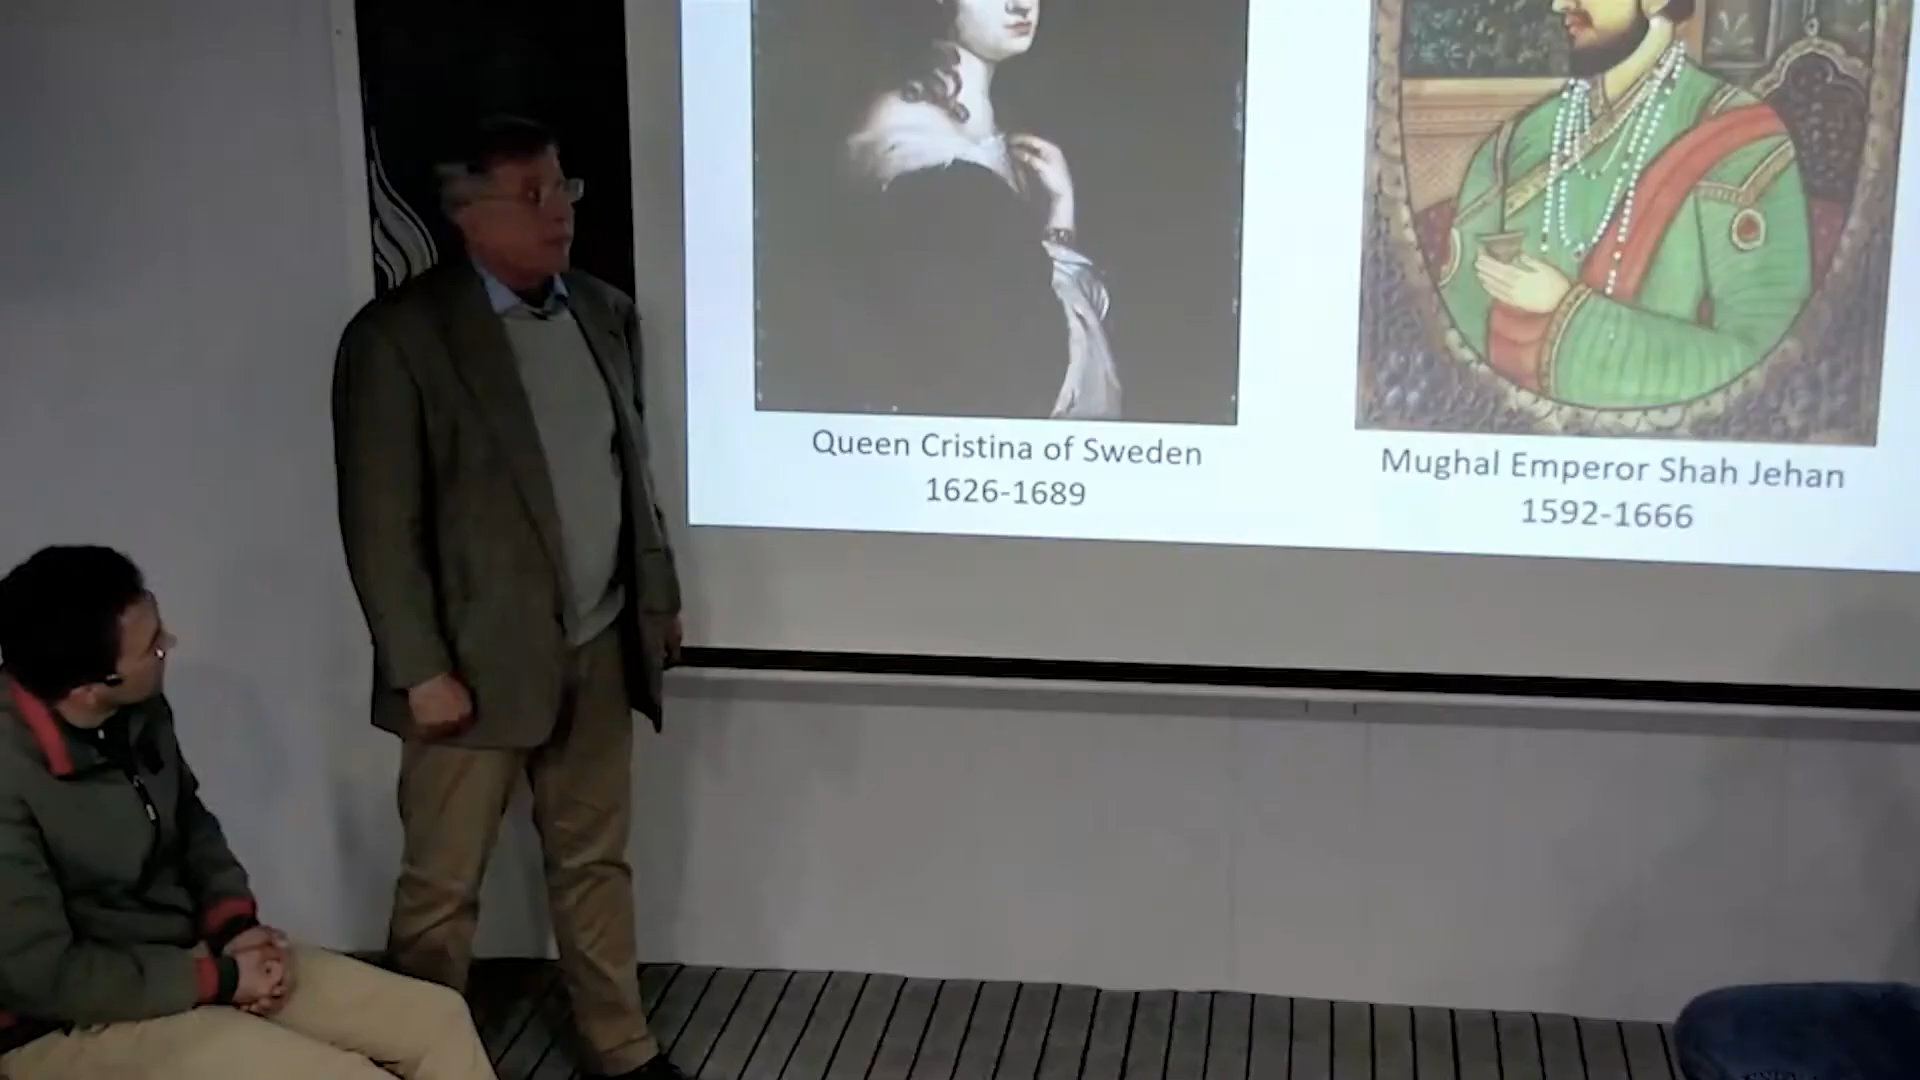 Queen Cristina of Sweden
1626-1689
Mughal Emperor Shah Jehan
1592-1666